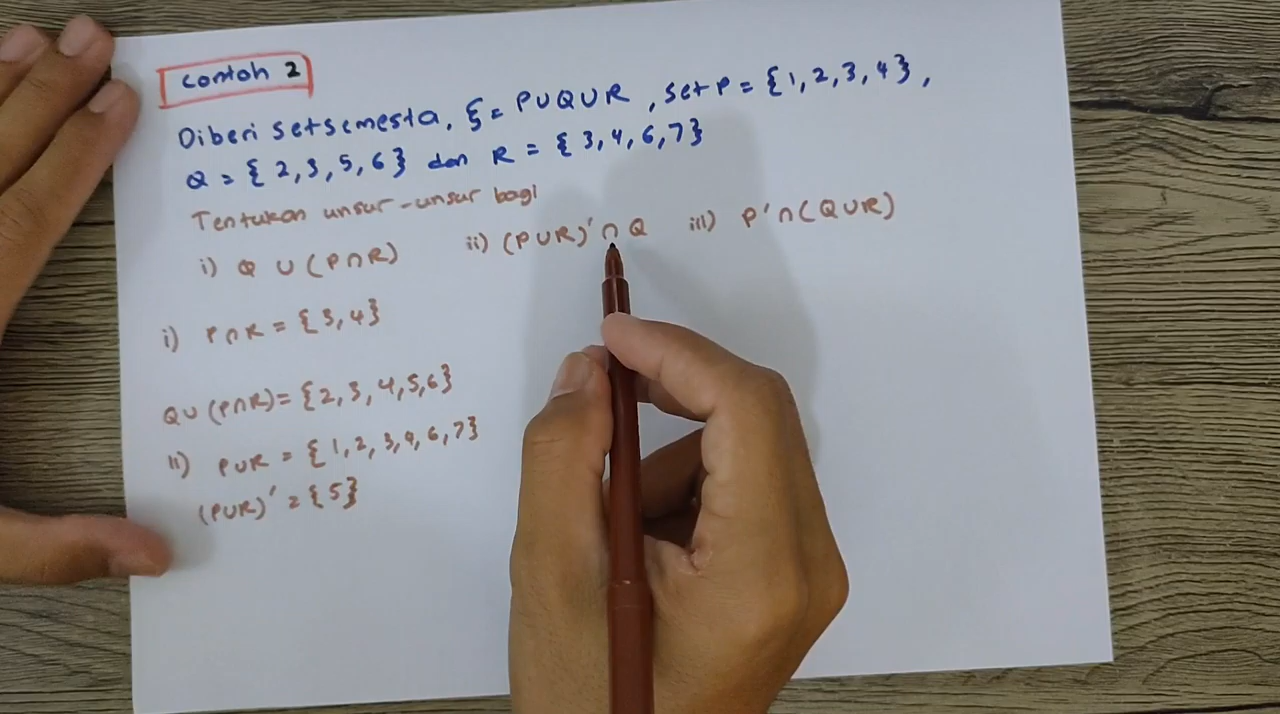 Contoh 2
Diberi set semesta, ξ = P∪Q∪R, set P = {1, 2, 3, 4},
Q = {2, 3, 5, 6} dan R = {3, 4, 6, 7}
Tentukan unsur-unsur bagi
i) Q ∪ (P∩R) ii) (P∪R)' ∩ Q iii) P' ∩ (Q∪R)
i) P∩R = {3, 4}
Q∪(P∩R) = {2, 3, 4, 5, 6}
ii) P∪R = {1, 2, 3, 4, 6, 7}
(P∪R)' = {5}